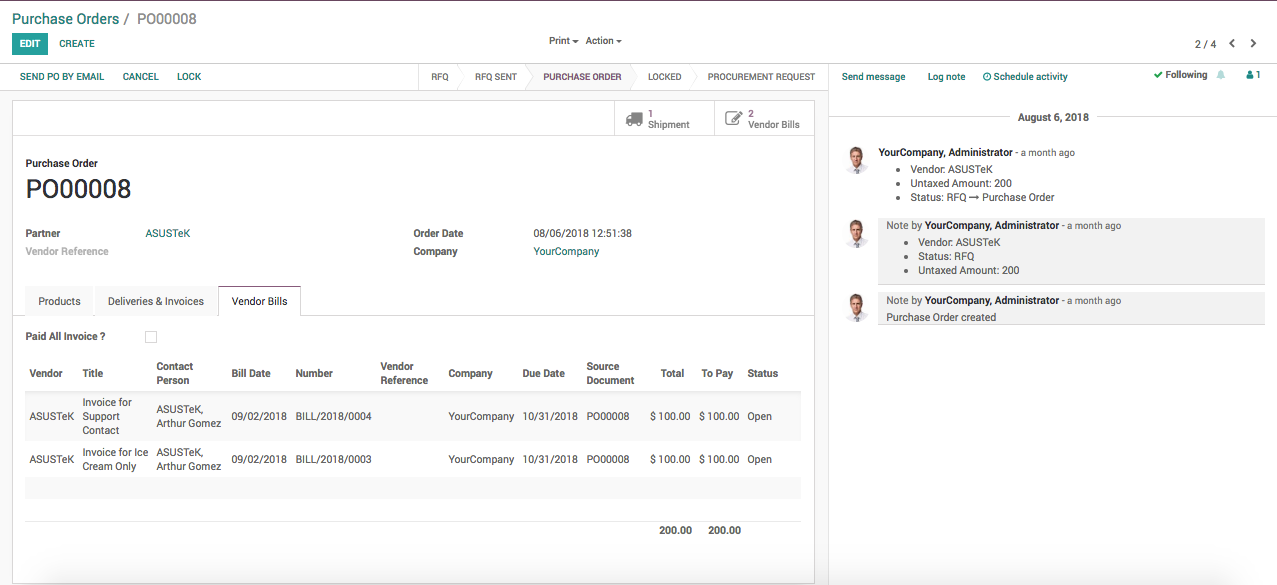 Purchase Orders / PO00008
EDIT CREATE
Print Action
2 / 4
SEND PO BY EMAIL CANCEL LOCK
RFQ RFQ SENT PURCHASE ORDER LOCKED PROCUREMENT REQUEST
1
Shipment
2
Vendor Bills
Purchase Order
PO00008
Partner ASUSTeK
Order Date 08/06/2018 12:51:38
Vendor Reference
Company YourCompany
Products Deliveries & Invoices Vendor Bills
Paid All Invoice ?
Vendor Title Contact Person Bill Date Number Vendor Reference Company Due Date Source Document Total To Pay Status
ASUSTeK Invoice for Support Contact ASUSTeK, Arthur Gomez 09/02/2018 BILL/2018/0004 YourCompany 10/31/2018 PO00008 $ 100.00 $ 100.00 Open
ASUSTeK Invoice for Ice Cream Only ASUSTeK, Arthur Gomez 09/02/2018 BILL/2018/0003 YourCompany 10/31/2018 PO00008 $ 100.00 $ 100.00 Open
200.00 200.00
Send message Log note Schedule activity
Following 1
August 6, 2018
YourCompany, Administrator - a month ago
Vendor: ASUSTeK
Untaxed Amount: 200
Status: RFQ → Purchase Order
Note by YourCompany, Administrator - a month ago
Vendor: ASUSTeK
Status: RFQ
Untaxed Amount: 200
Note by YourCompany, Administrator - a month ago
Purchase Order created